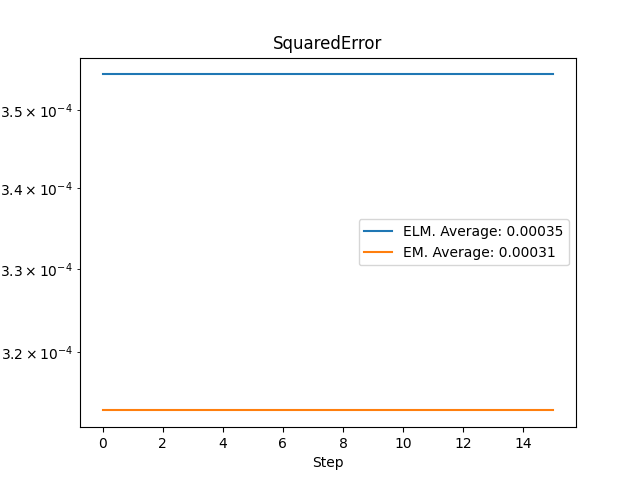 SquaredError
3.5 × 10⁻⁴
3.4 × 10⁻⁴
3.3 × 10⁻⁴
3.2 × 10⁻⁴
ELM. Average: 0.00035
EM. Average: 0.00031
0 2 4 6 8 10 12 14
Step